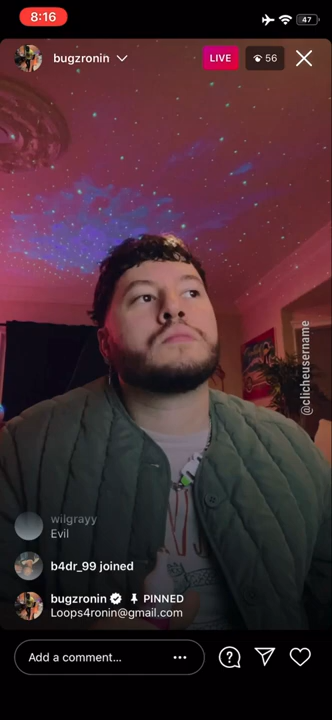 8:16
47
bugzronin
LIVE
56
@clicheusername
wilgrayy
Evil
b4dr_99 joined
bugzronin PINNED
Loops4ronin@gmail.com
Add a comment...